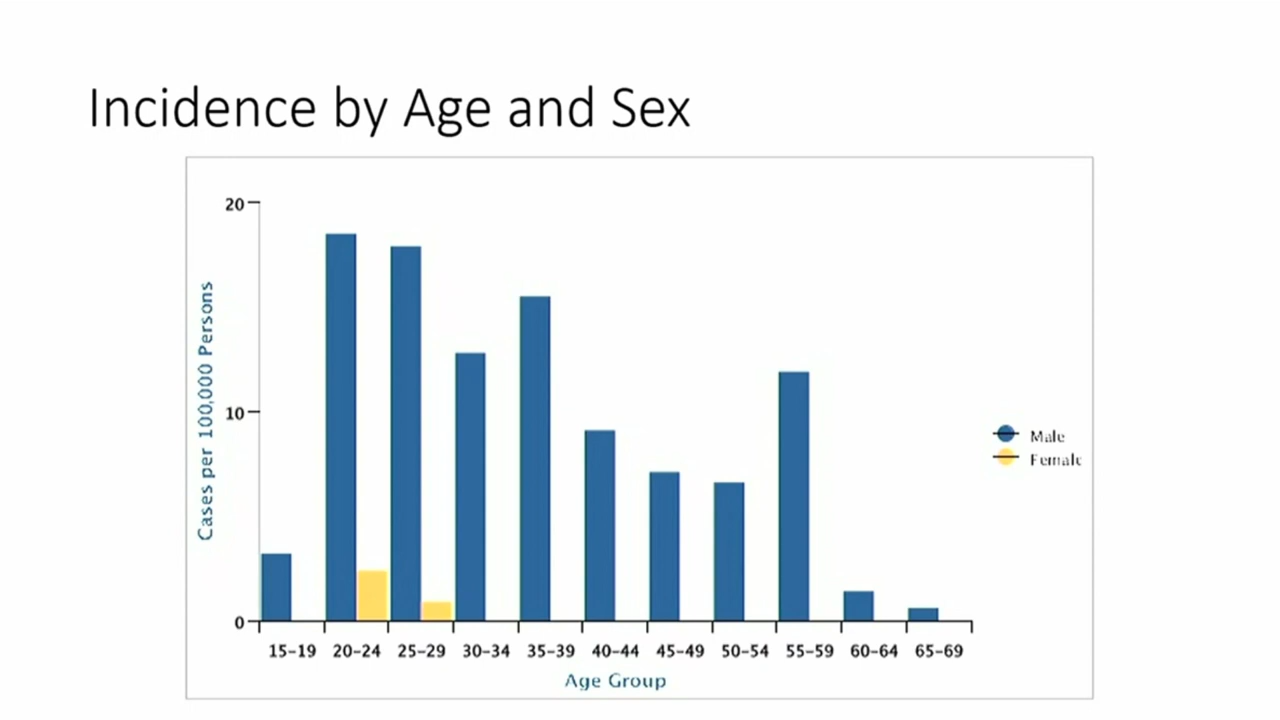 Incidence by Age and Sex
20
10
0
Cases per 100,000 Persons
15–19 20–24 25–29 30–34 35–39 40–44 45–49 50–54 55–59 60–64 65–69
Age Group
Male
Female